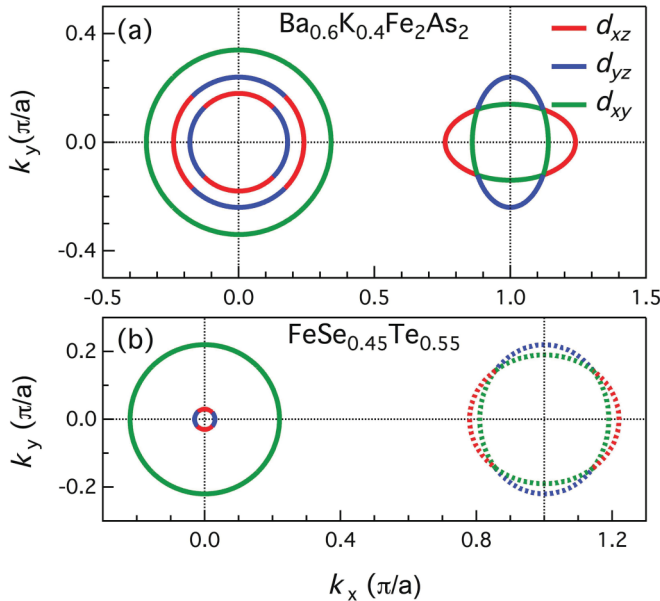 (a) Ba0.6K0.4Fe2As2
dxz
dyz
dxy
0.4
0.0
-0.4
ky(π/a)
-0.5 0.0 0.5 1.0 1.5
(b) FeSe0.45Te0.55
0.2
0.0
-0.2
ky (π/a)
0.0 0.4 0.8 1.2
kx (π/a)